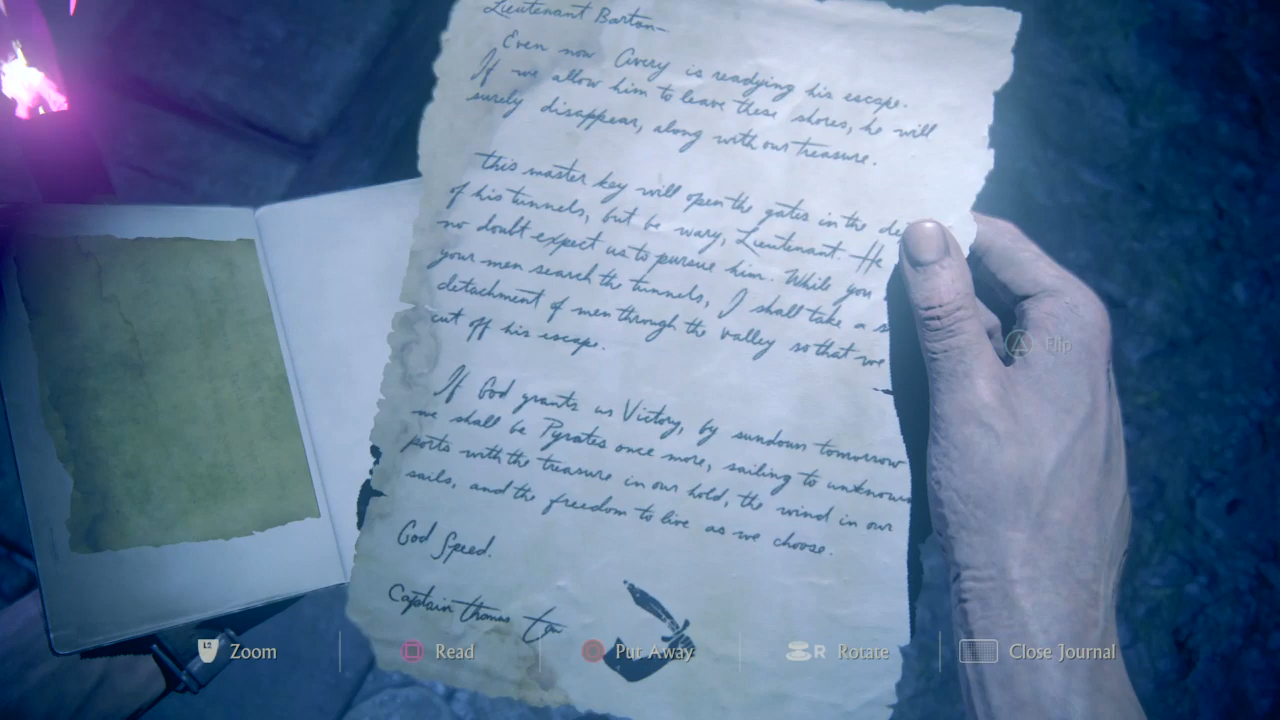 Lieutenant Barton—
Even now Avery is readying his escape.
If we allow him to leave these shores, he will
surely disappear, along with our treasure.
this master key will open the gates in the de
of his tunnels, but be wary, Lieutenant. He
no doubt expect us to pursue him. While you
your men search the tunnels, I shall take a s
detachment of men through the valley so that we
cut off his escape.
If God grants us Victory, by sundown tomorrow
we shall be Pyrates once more, sailing to unknown
ports with the treasure in our hold, the wind in our
sails, and the freedom to live as we choose.
God Speed.
Captain thomas Tew
Flip
L2 Zoom
Read
Put Away
R Rotate
Close Journal